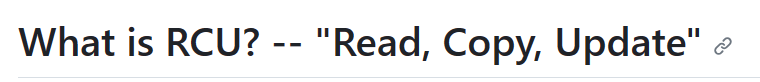 What is RCU? -- "Read, Copy, Update"